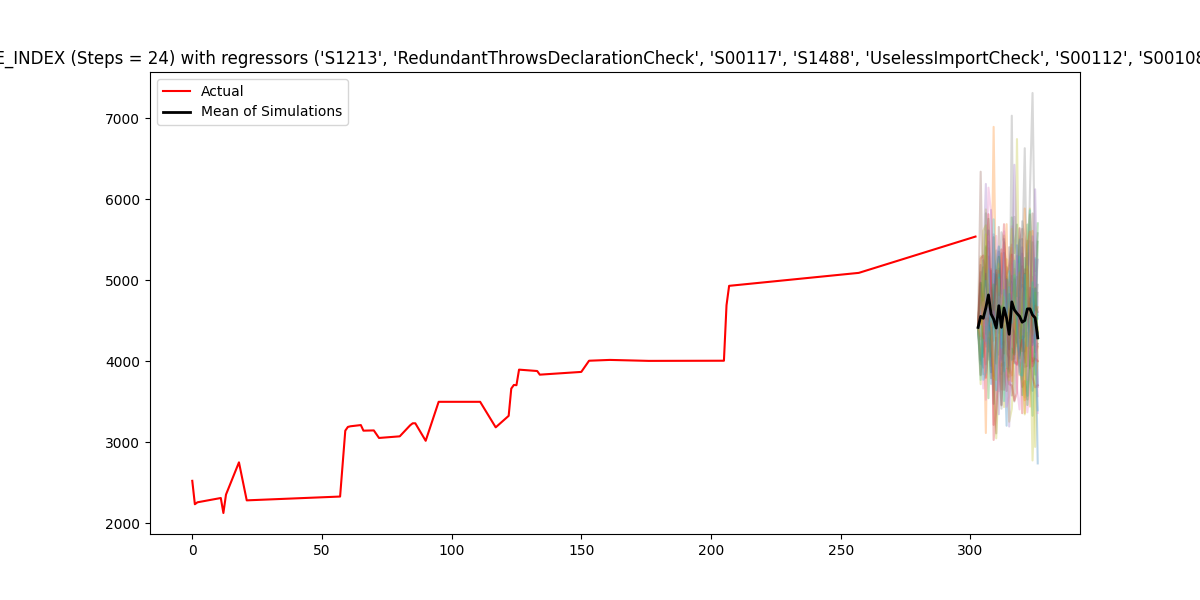 E_INDEX (Steps = 24) with regressors ('S1213', 'RedundantThrowsDeclarationCheck', 'S00117', 'S1488', 'UselessImportCheck', 'S00112', 'S00108
Actual
Mean of Simulations
7000
6000
5000
4000
3000
2000
0 50 100 150 200 250 300